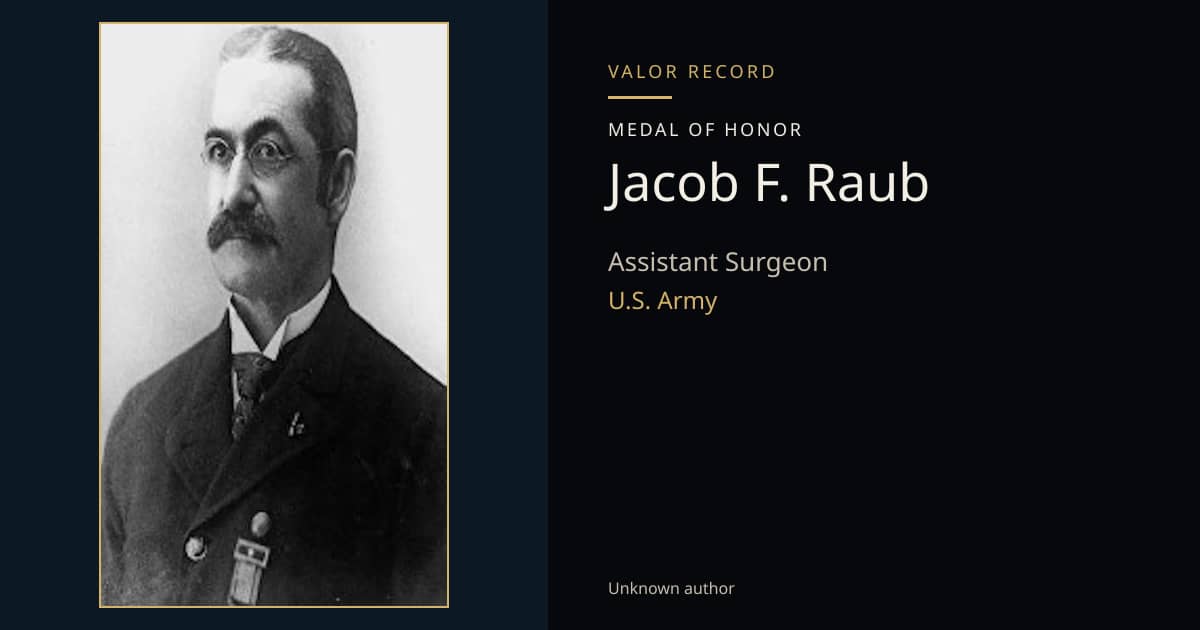 VALOR RECORD
MEDAL OF HONOR
Jacob F. Raub
Assistant Surgeon
U.S. Army
Unknown author